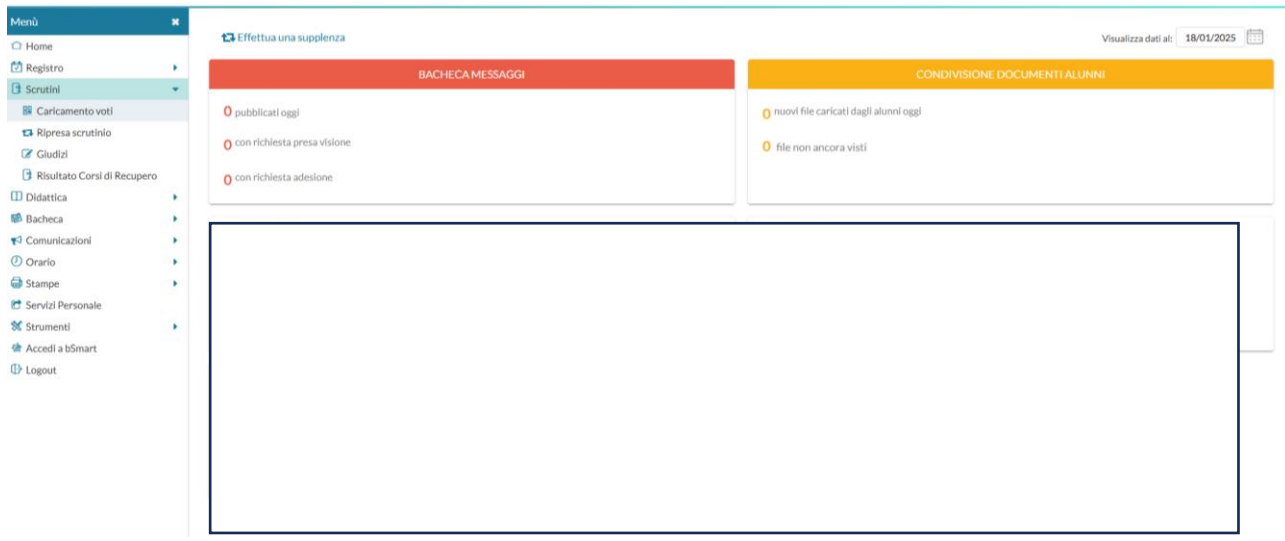 Menù
Home
Registro
Scrutini
Caricamento voti
Ripresa scrutinio
Giudizi
Risultato Corsi di Recupero
Didattica
Bacheca
Comunicazioni
Orario
Stampe
Servizi Personale
Strumenti
Accedi a bSmart
Logout
Effettua una supplenza
Visualizza dati al: 18/01/2025
BACHECA MESSAGGI
0 pubblicati oggi
0 con richiesta presa visione
0 con richiesta adesione
CONDIVISIONE DOCUMENTI ALUNNI
0 nuovi file caricati dagli alunni oggi
0 file non ancora visti